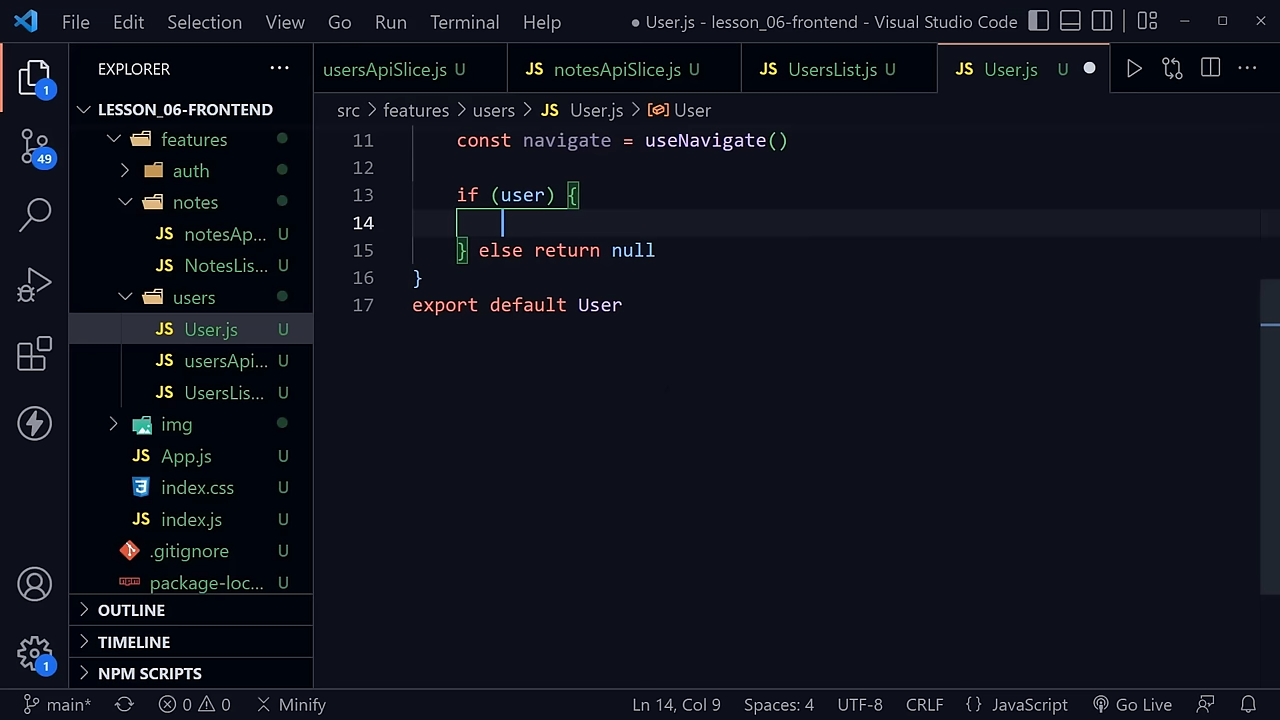 File Edit Selection View Go Run Terminal Help
● User.js - lesson_06-frontend - Visual Studio Code
EXPLORER ···
usersApiSlice.js U
JS notesApiSlice.js U
JS UsersList.js U
JS User.js U
LESSON_06-FRONTEND
src > features > users > JS User.js > User
features
auth
notes
JS notesAp... U
JS NotesLis... U
users
JS User.js U
JS usersApi... U
JS UsersLis... U
img
JS App.js U
index.css U
JS index.js U
.gitignore U
package-loc... U
OUTLINE
TIMELINE
NPM SCRIPTS
1
49
1
11 const navigate = useNavigate()
12
13 if (user) {
14
15 } else return null
16 }
17 export default User
main* 0 0 Minify
Ln 14, Col 9 Spaces: 4 UTF-8 CRLF {} JavaScript Go Live